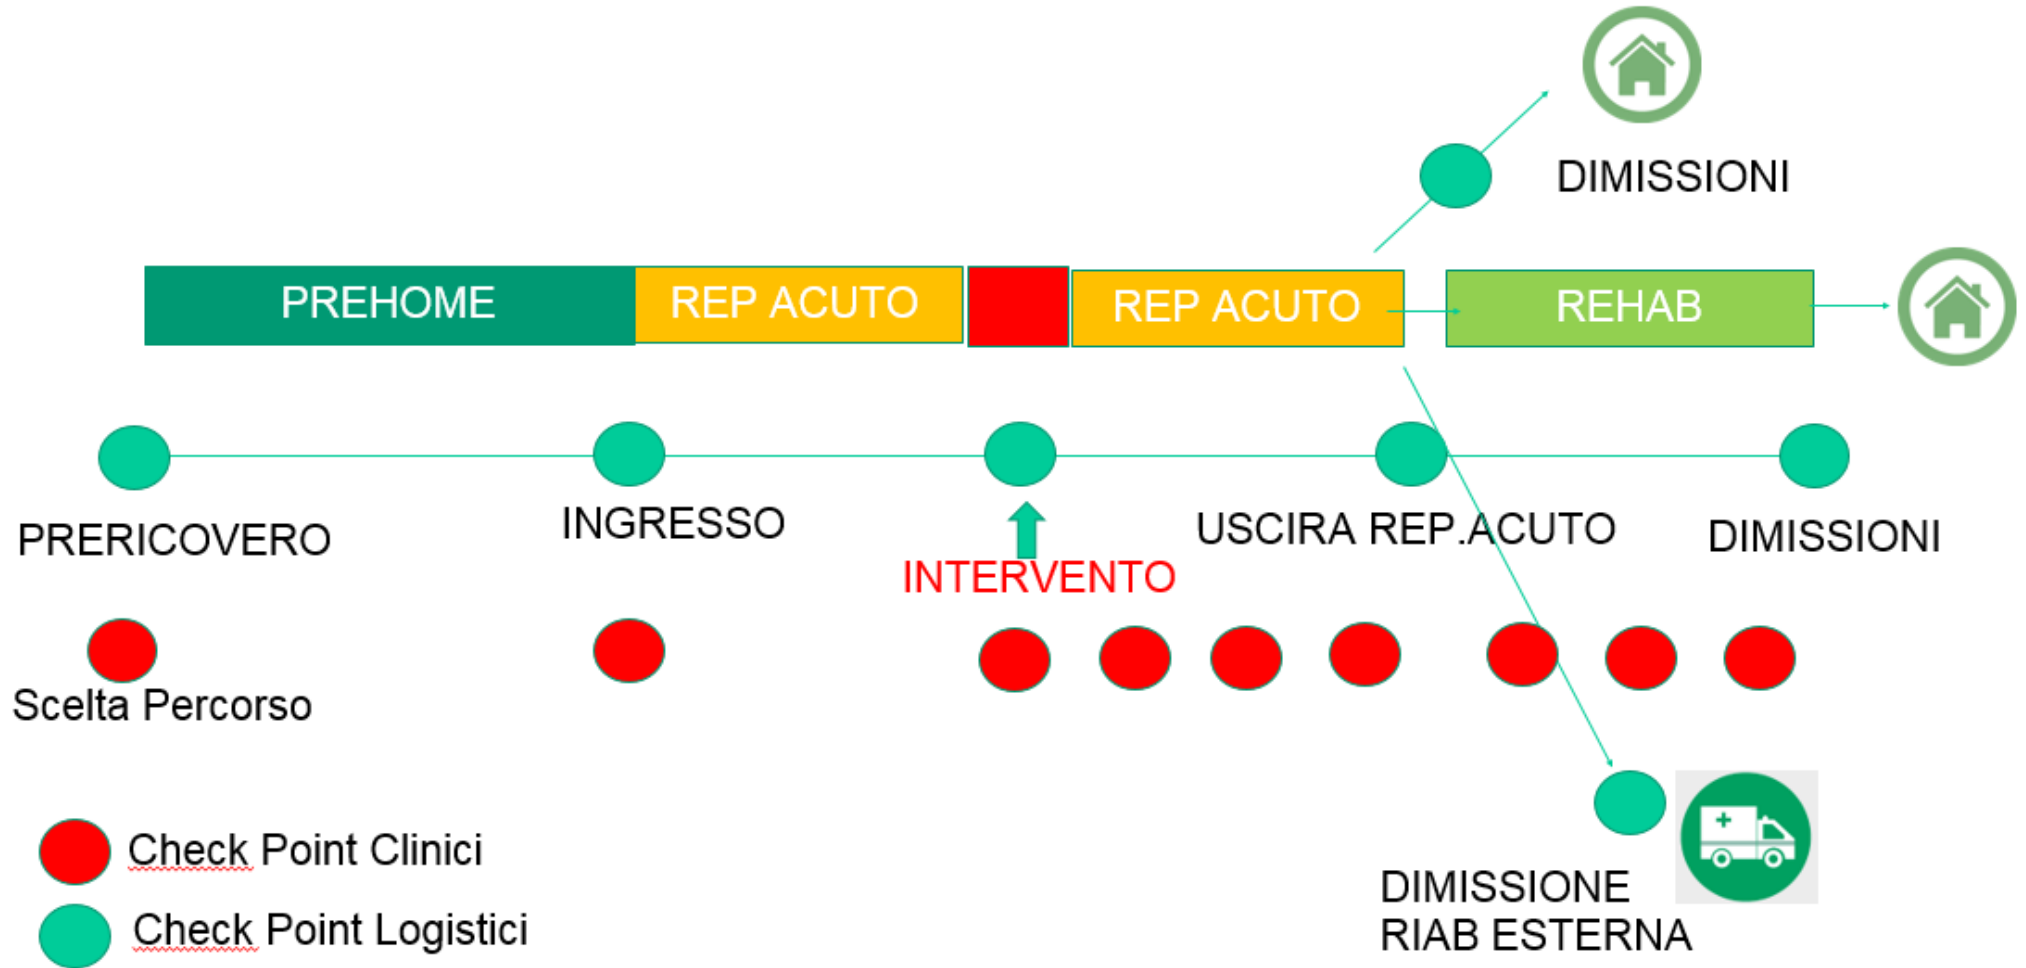 DIMISSIONI
PREHOME
REP ACUTO
REP ACUTO
REHAB
PRERICOVERO
INGRESSO
USCIRA REP.ACUTO
DIMISSIONI
INTERVENTO
Scelta Percorso
Check Point Clinici
Check Point Logistici
DIMISSIONE
RIAB ESTERNA